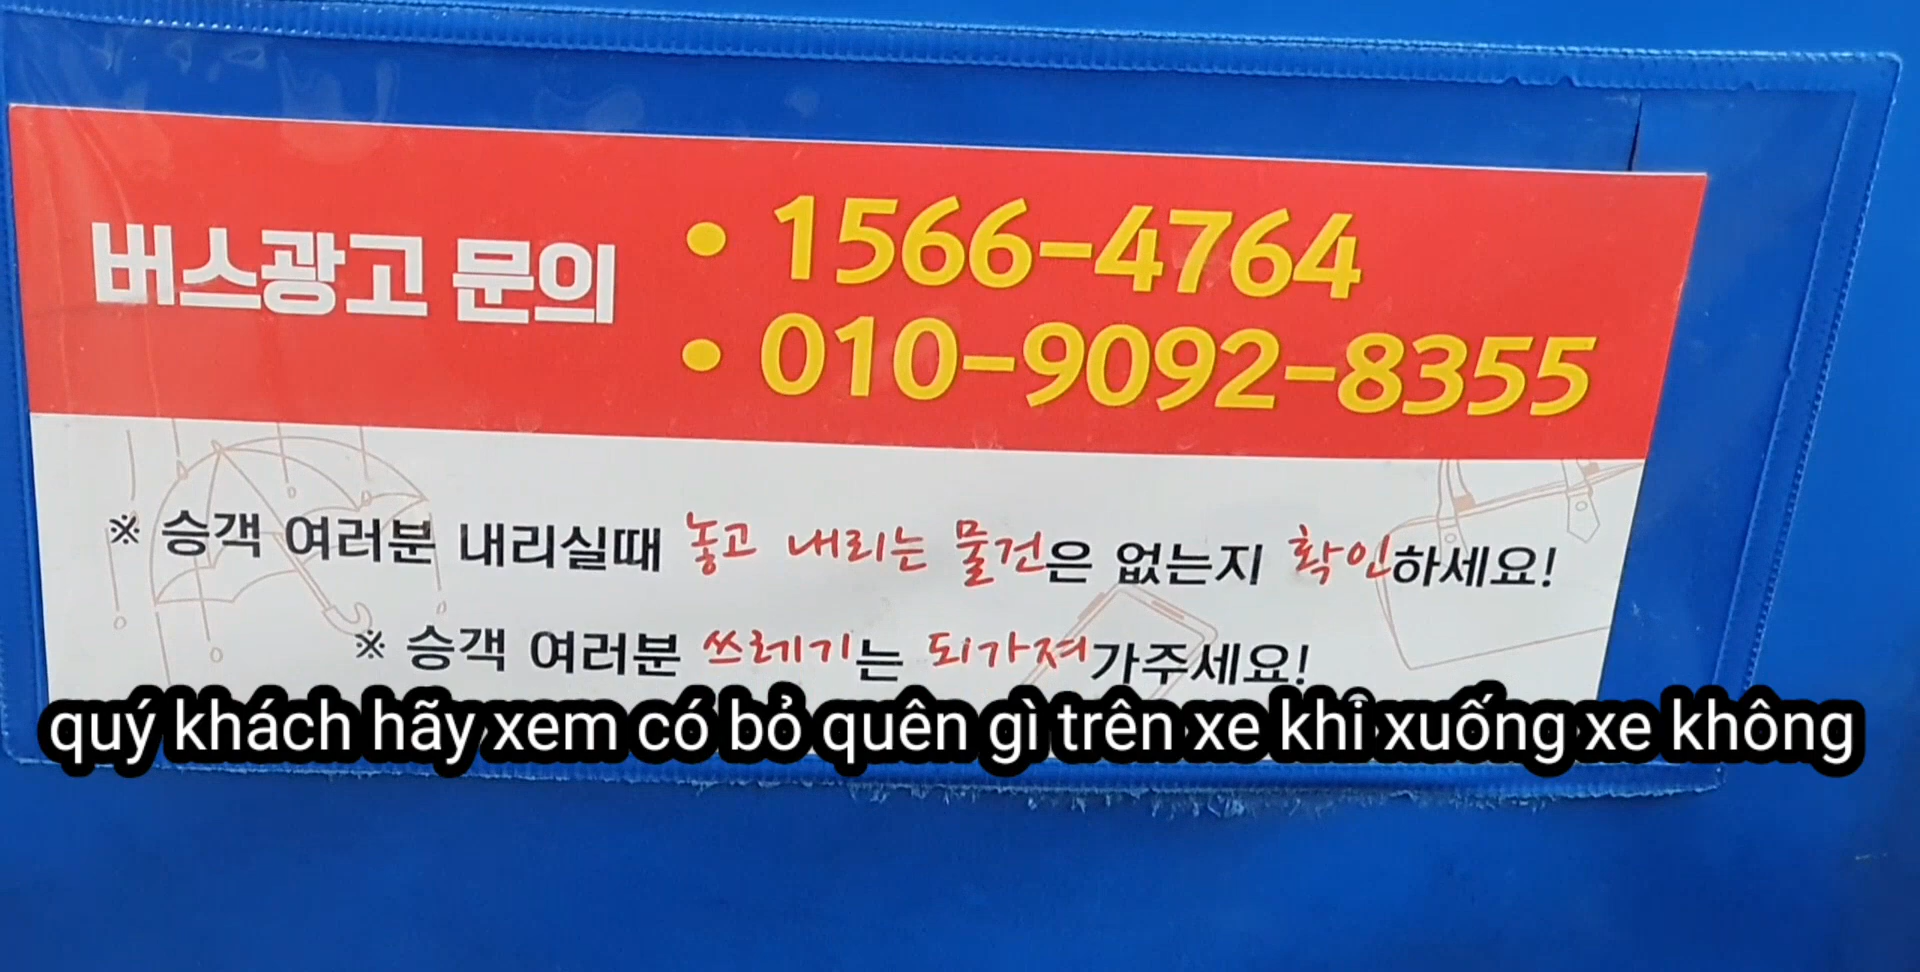 버스광고 문의
• 1566-4764
• 010-9092-8355
※ 승객 여러분 내리실때 놓고 내리는 물건은 없는지 확인하세요!
※ 승객 여러분 쓰레기는 되가져가주세요!
quý khách hãy xem có bỏ quên gì trên xe khi xuống xe không